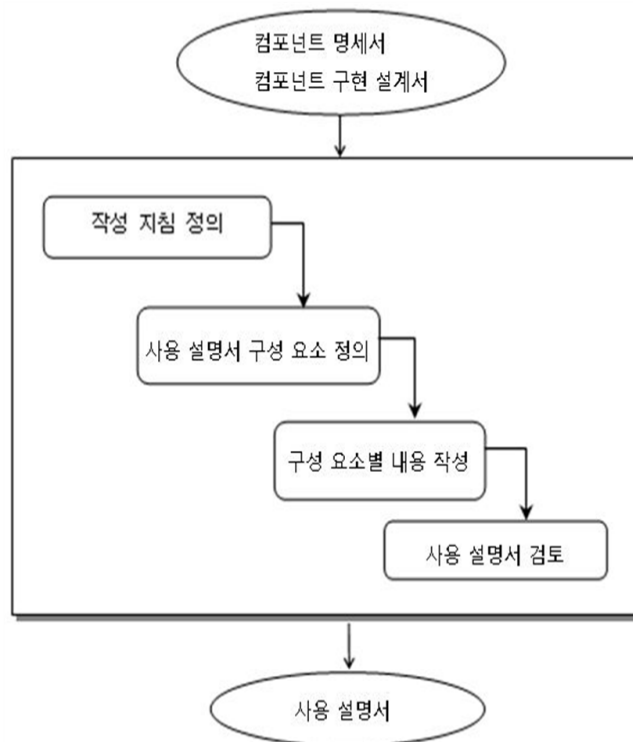 컴포넌트 명세서
컴포넌트 구현 설계서
작성 지침 정의
사용 설명서 구성 요소 정의
구성 요소별 내용 작성
사용 설명서 검토
사용 설명서